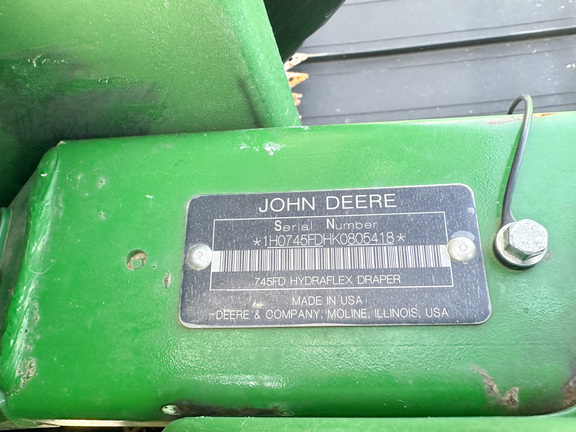 JOHN DEERE
Serial Number
*1H0745FDHK0805418*
745FD HYDRAFLEX DRAPER
MADE IN USA
DEERE & COMPANY, MOLINE, ILLINOIS, USA